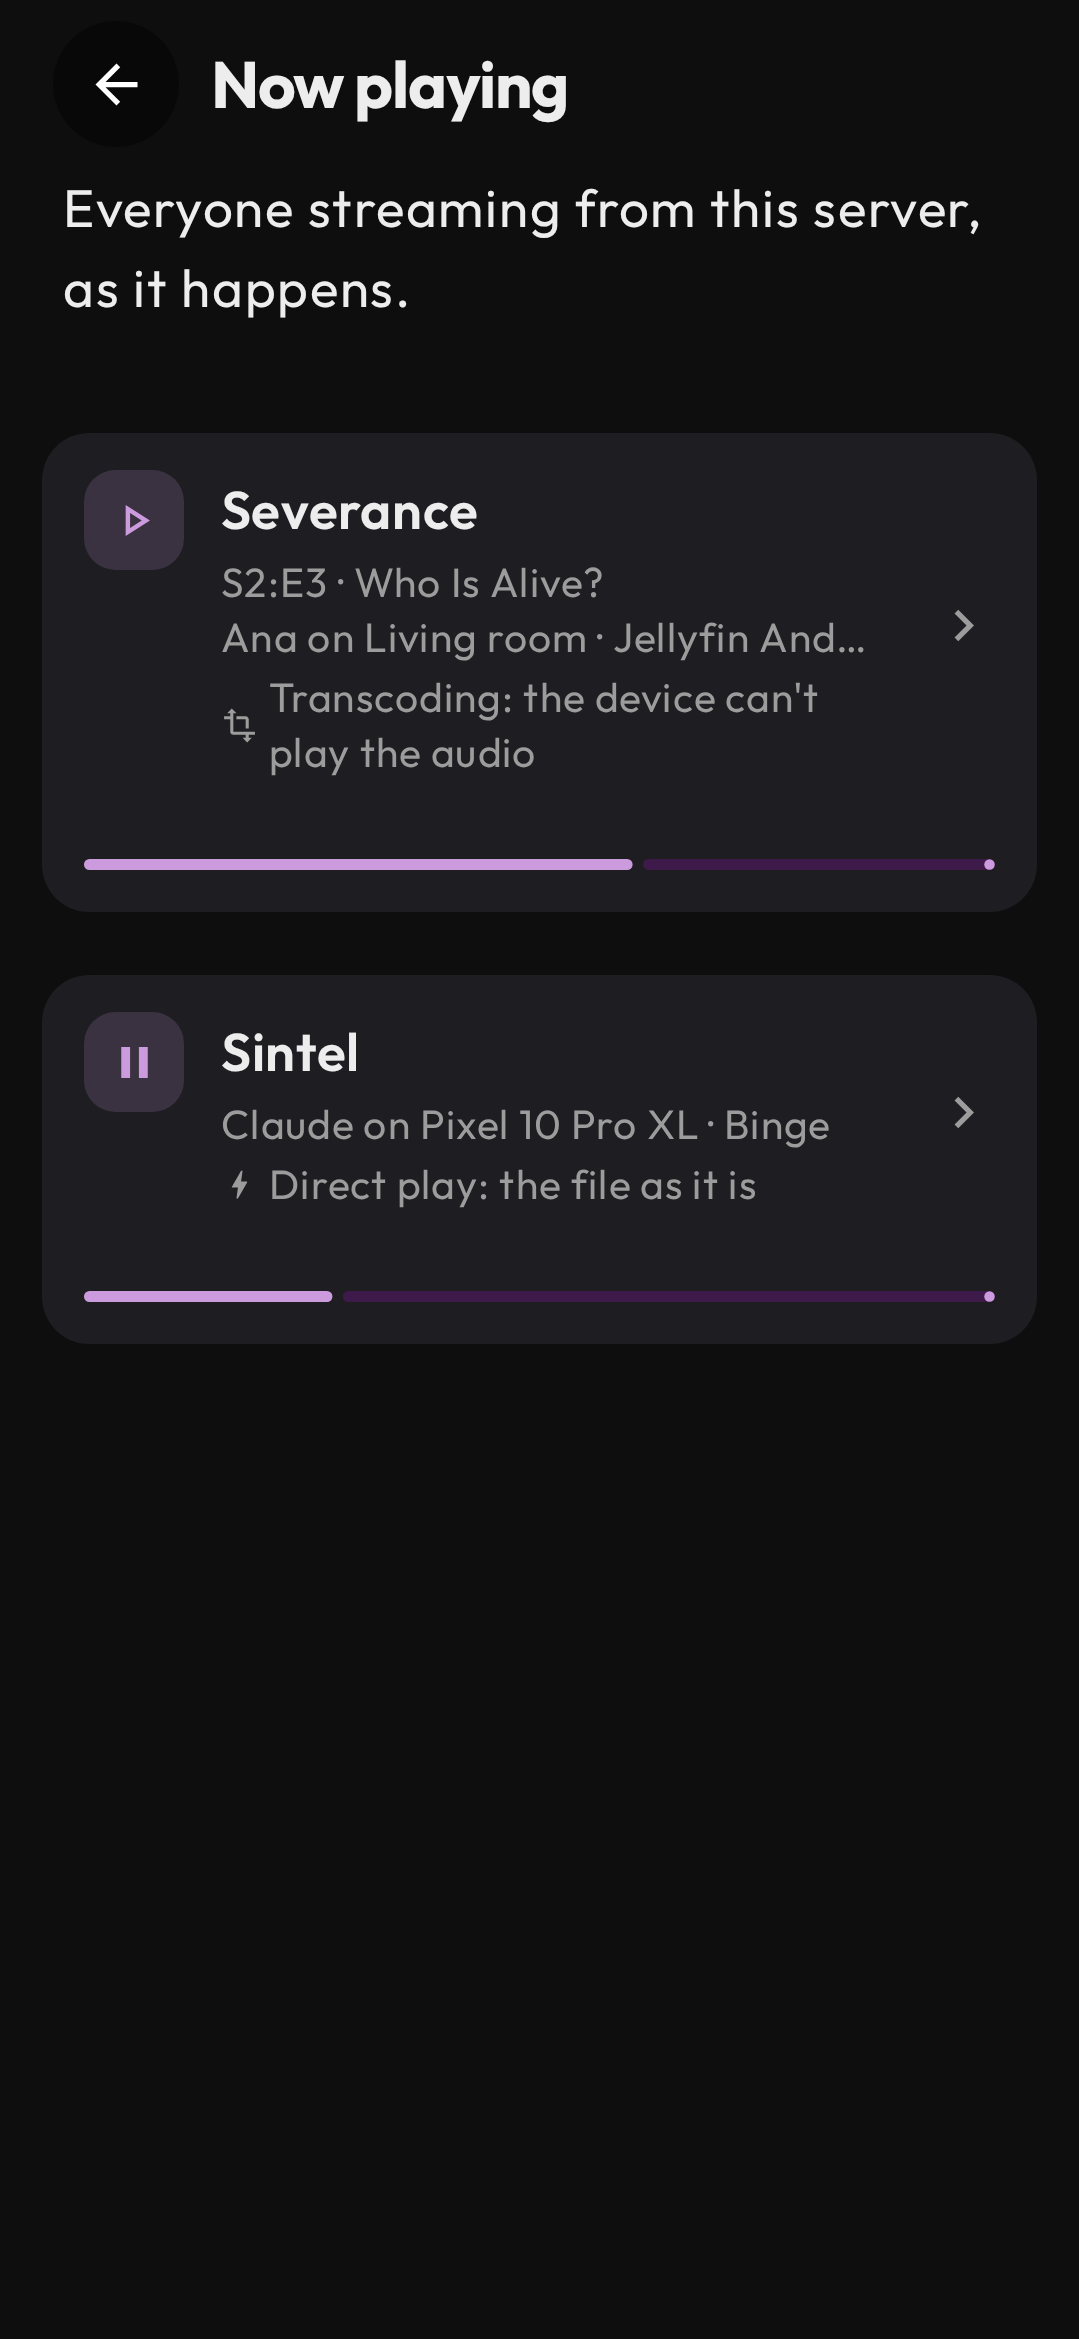 Now playing
Everyone streaming from this server,
as it happens.
Severance
S2:E3 · Who Is Alive?
Ana on Living room · Jellyfin And...
Transcoding: the device can't
play the audio
Sintel
Claude on Pixel 10 Pro XL · Binge
Direct play: the file as it is